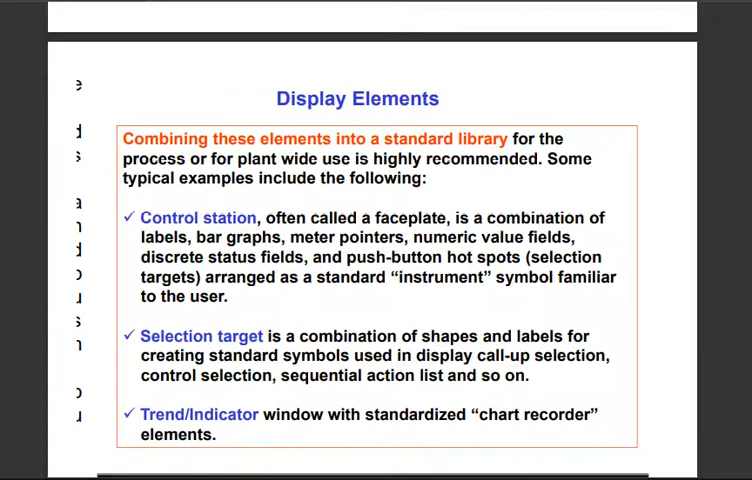 Display Elements
Combining these elements into a standard library for the
process or for plant wide use is highly recommended. Some
typical examples include the following:
✓ Control station, often called a faceplate, is a combination of
labels, bar graphs, meter pointers, numeric value fields,
discrete status fields, and push-button hot spots (selection
targets) arranged as a standard “instrument” symbol familiar
to the user.
✓ Selection target is a combination of shapes and labels for
creating standard symbols used in display call-up selection,
control selection, sequential action list and so on.
✓ Trend/Indicator window with standardized “chart recorder”
elements.